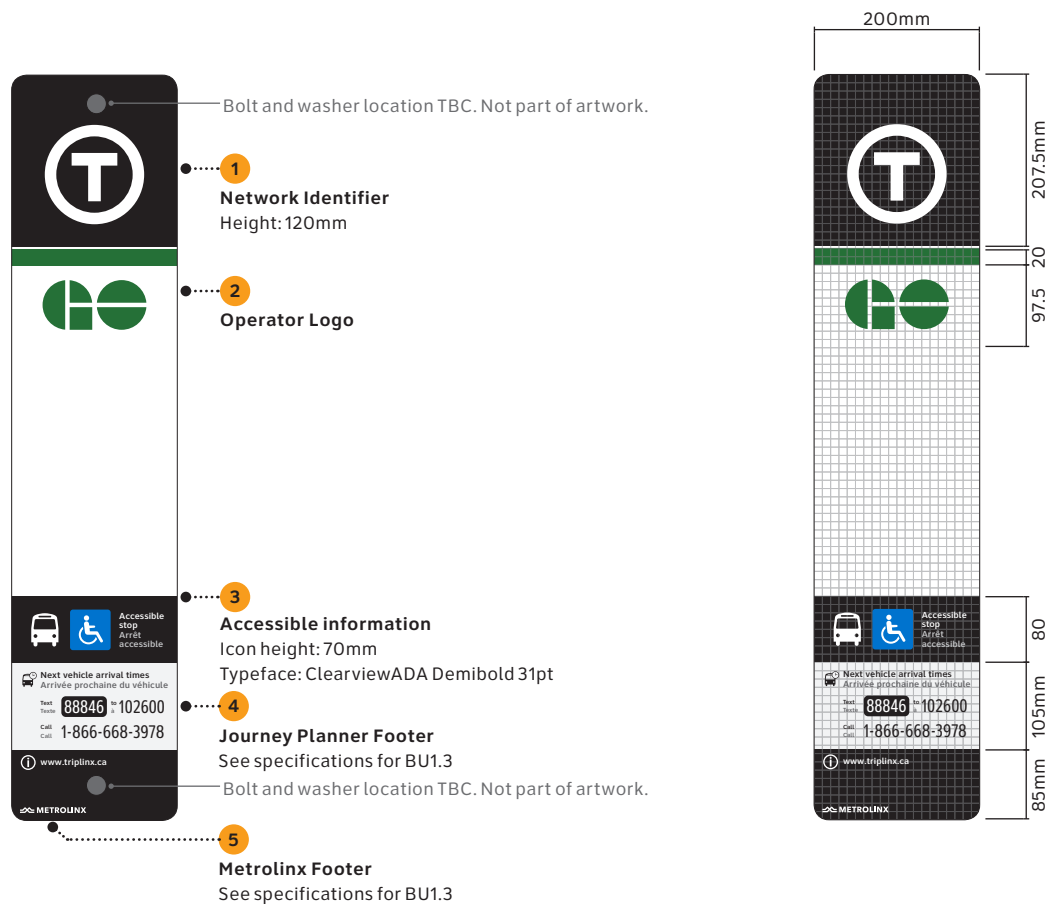 200mm
Bolt and washer location TBC. Not part of artwork.
T
1
Network Identifier
Height: 120mm
GO
2
Operator Logo
3
Accessible information
Icon height: 70mm
Typeface: ClearviewADA Demibold 31pt
Accessible
stop
Arrêt
accessible
Next vehicle arrival times
Arrivée prochaine du véhicule
Text
Texte
88846
to
à
102600
Call
Call
1-866-668-3978
4
Journey Planner Footer
See specifications for BU1.3
www.triplinx.ca
Bolt and washer location TBC. Not part of artwork.
METROLINX
5
Metrolinx Footer
See specifications for BU1.3
T
GO
Accessible
stop
Arrêt
accessible
Next vehicle arrival times
Arrivée prochaine du véhicule
Text
Texte
88846
to
à
102600
Call
Call
1-866-668-3978
www.triplinx.ca
METROLINX
207.5mm
20
97.5
80
105mm
85mm